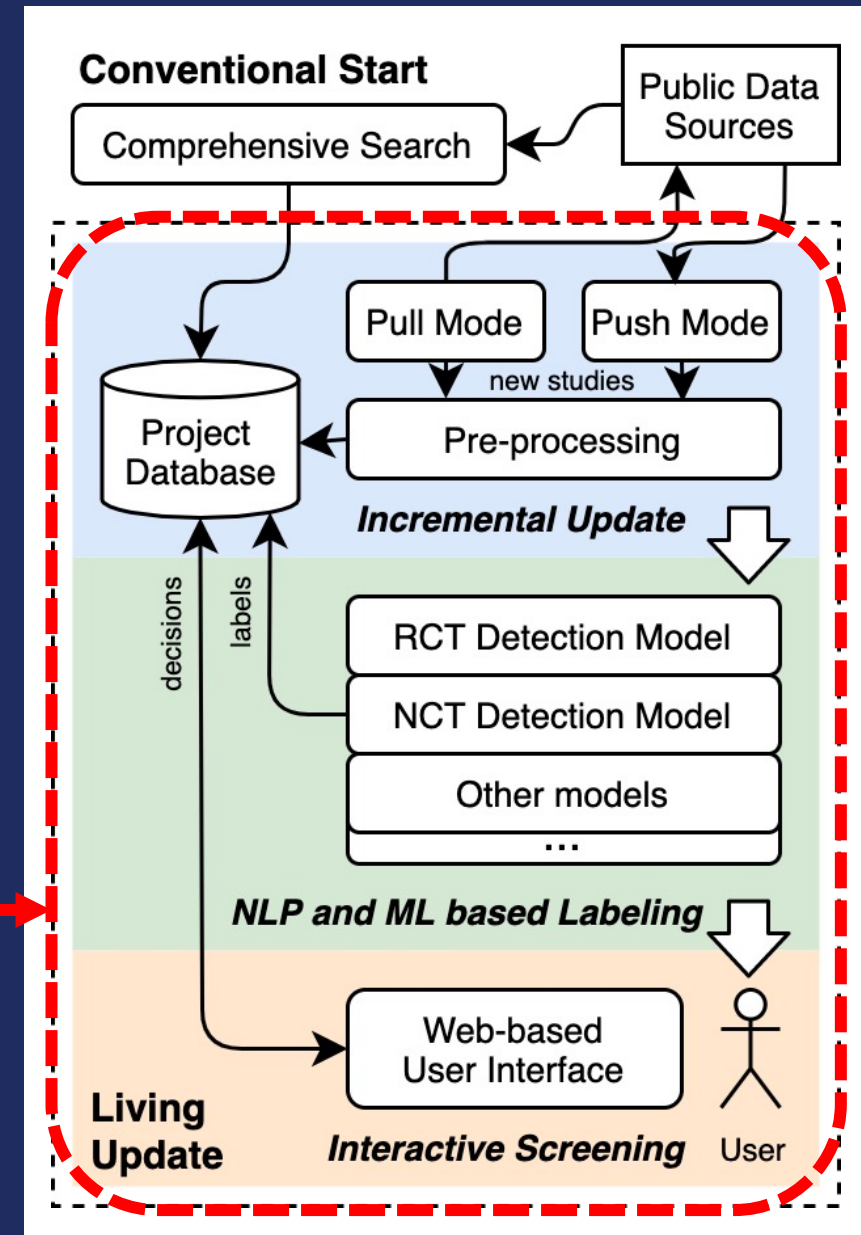 Conventional Start
Public Data
Sources
Comprehensive Search
Pull Mode
Push Mode
new studies
Project
Database
Pre-processing
Incremental Update
decisions
labels
RCT Detection Model
NCT Detection Model
Other models
...
NLP and ML based Labeling
Web-based
User Interface
Living
Update
Interactive Screening
User